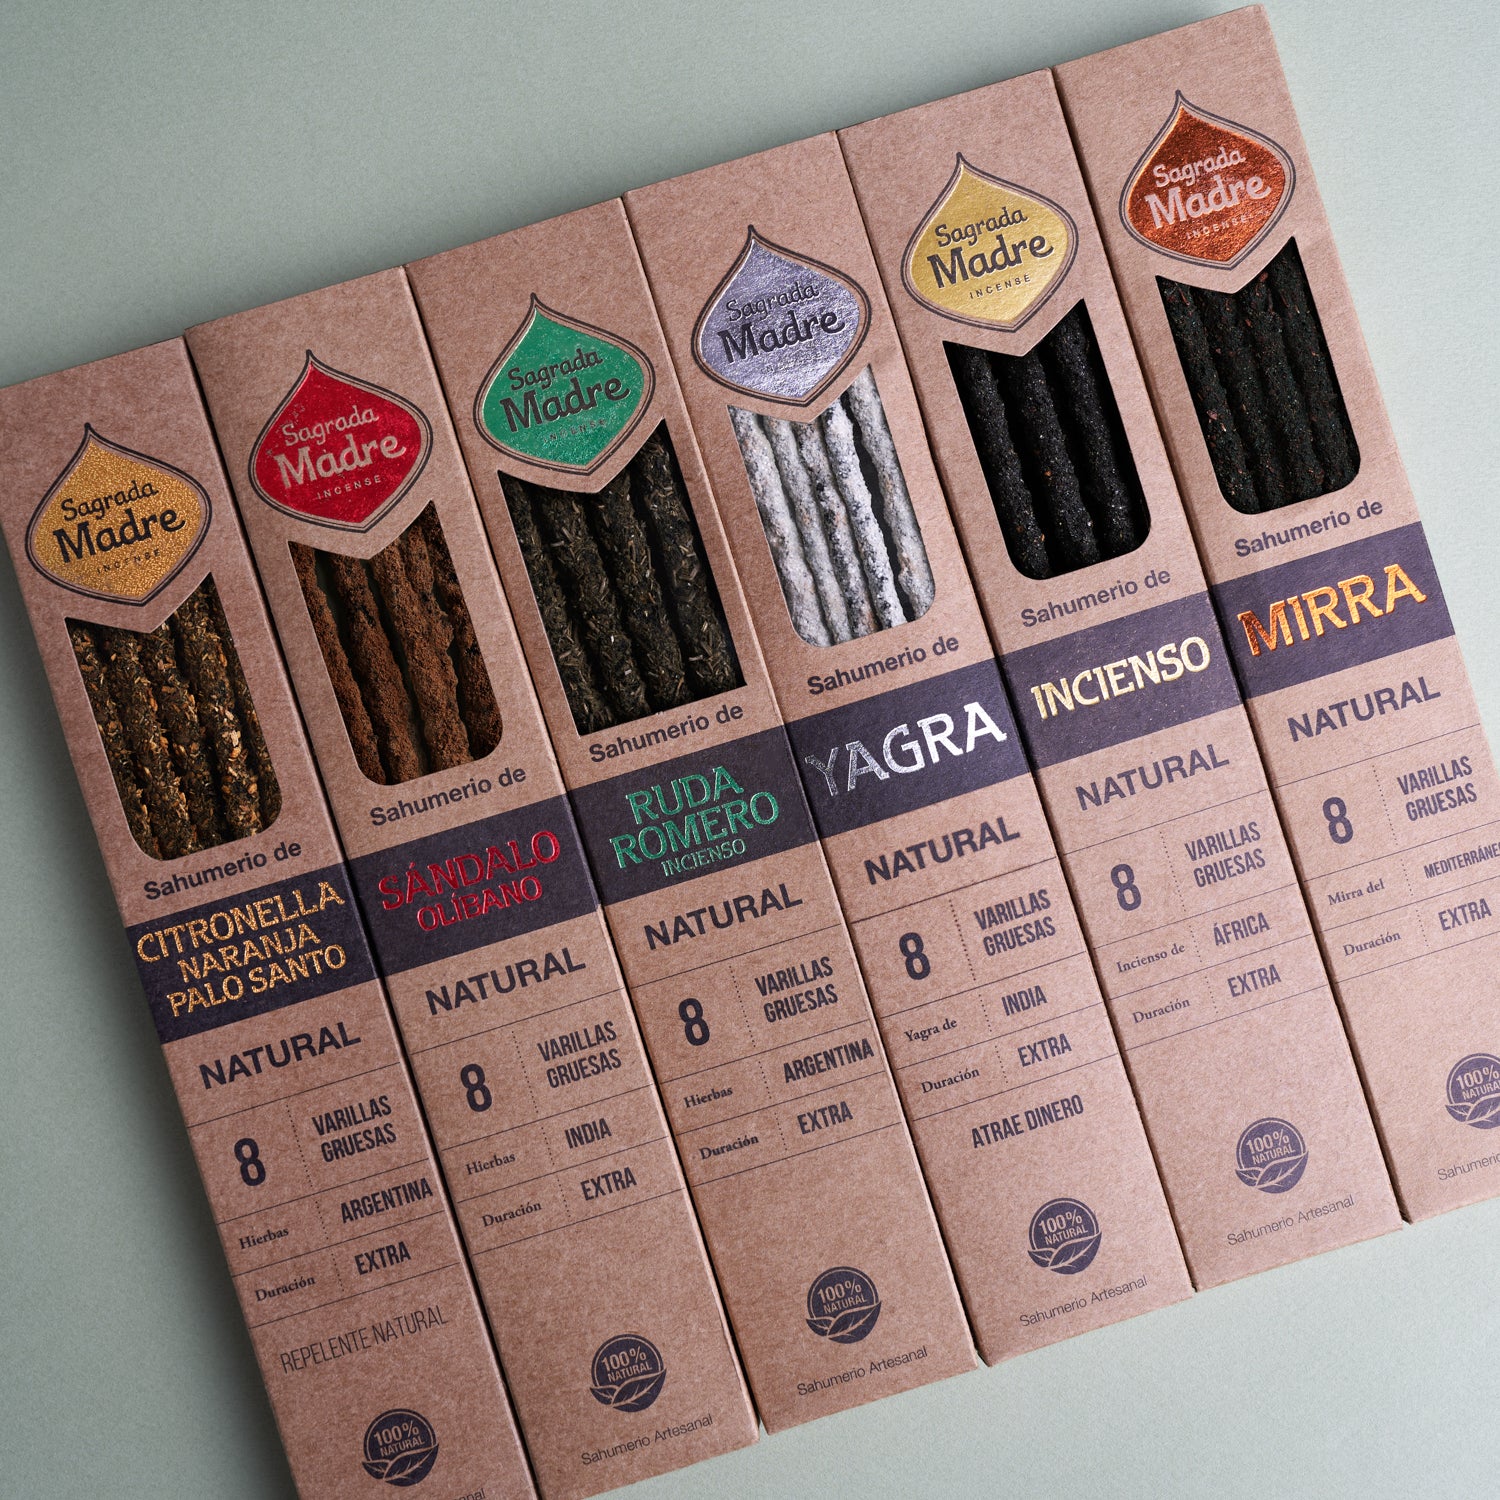 Sagrada
Madre
INCENSE
Sahumerio de
CITRONELLA
NARANJA
PALO SANTO
NATURAL
8
VARILLAS
GRUESAS
Hierbas
ARGENTINA
Duración
EXTRA
REPELENTE NATURAL
100%
NATURAL
Sagrada
Madre
INCENSE
Sahumerio de
SÁNDALO
OLÍBANO
NATURAL
8
VARILLAS
GRUESAS
Hierbas
INDIA
Duración
EXTRA
100%
NATURAL
Sahumerio Artesanal
Sagrada
Madre
INCENSE
Sahumerio de
RUDA
ROMERO
INCIENSO
NATURAL
8
VARILLAS
GRUESAS
Hierbas
ARGENTINA
Duración
EXTRA
100%
NATURAL
Sahumerio Artesanal
Sagrada
Madre
Sahumerio de
YAGRA
NATURAL
8
VARILLAS
GRUESAS
Yagra de
INDIA
Duración
EXTRA
ATRAE DINERO
100%
NATURAL
Sahumerio Artesanal
Sagrada
Madre
INCENSE
Sahumerio de
INCIENSO
NATURAL
8
VARILLAS
GRUESAS
Incienso de
ÁFRICA
Duración
EXTRA
100%
NATURAL
Sahumerio Artesanal
Sagrada
Madre
INCENSE
Sahumerio de
MIRRA
NATURAL
8
VARILLAS
GRUESAS
Mirra del
MEDITERRÁNE
Duración
EXTRA
100%
NATURAL
Sahumerio